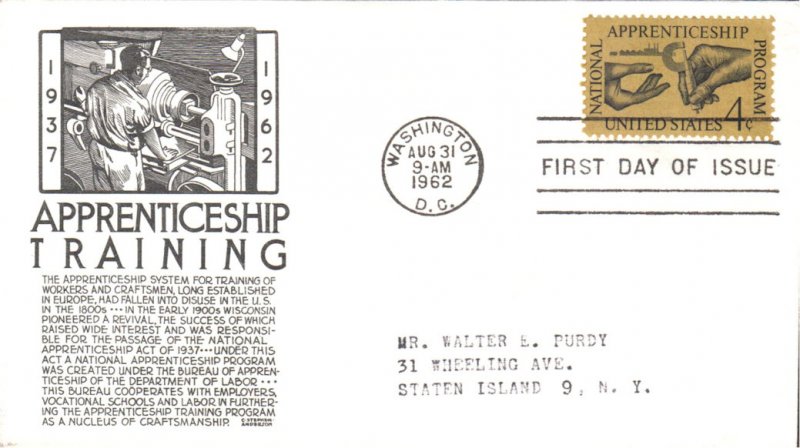 1937
1962
APPRENTICESHIP
TRAINING
THE APPRENTICESHIP SYSTEM FOR TRAINING OF
WORKERS AND CRAFTSMEN, LONG ESTABLISHED
IN EUROPE, HAD FALLEN INTO DISUSE IN THE U.S.
IN THE 1800s ··· IN THE EARLY 1900s WISCONSIN
PIONEERED A REVIVAL, THE SUCCESS OF WHICH
RAISED WIDE INTEREST AND WAS RESPONSI-
BLE FOR THE PASSAGE OF THE NATIONAL
APPRENTICESHIP ACT OF 1937 ··· UNDER THIS
ACT A NATIONAL APPRENTICESHIP PROGRAM
WAS CREATED UNDER THE BUREAU OF APPREN-
TICESHIP OF THE DEPARTMENT OF LABOR ···
THIS BUREAU COOPERATES WITH EMPLOYERS,
VOCATIONAL SCHOOLS AND LABOR IN FURTHER-
ING THE APPRENTICESHIP TRAINING PROGRAM
AS A NUCLEUS OF CRAFTSMANSHIP.
C. STEPHEN
ANDERSON
WASHINGTON
AUG 31
9-AM
1962
D.C.
NATIONAL
APPRENTICESHIP
PROGRAM
UNITED STATES 4¢
FIRST DAY OF ISSUE
MR. WALTER E. PURDY
31 WHEELING AVE.
STATEN ISLAND 9, N. Y.